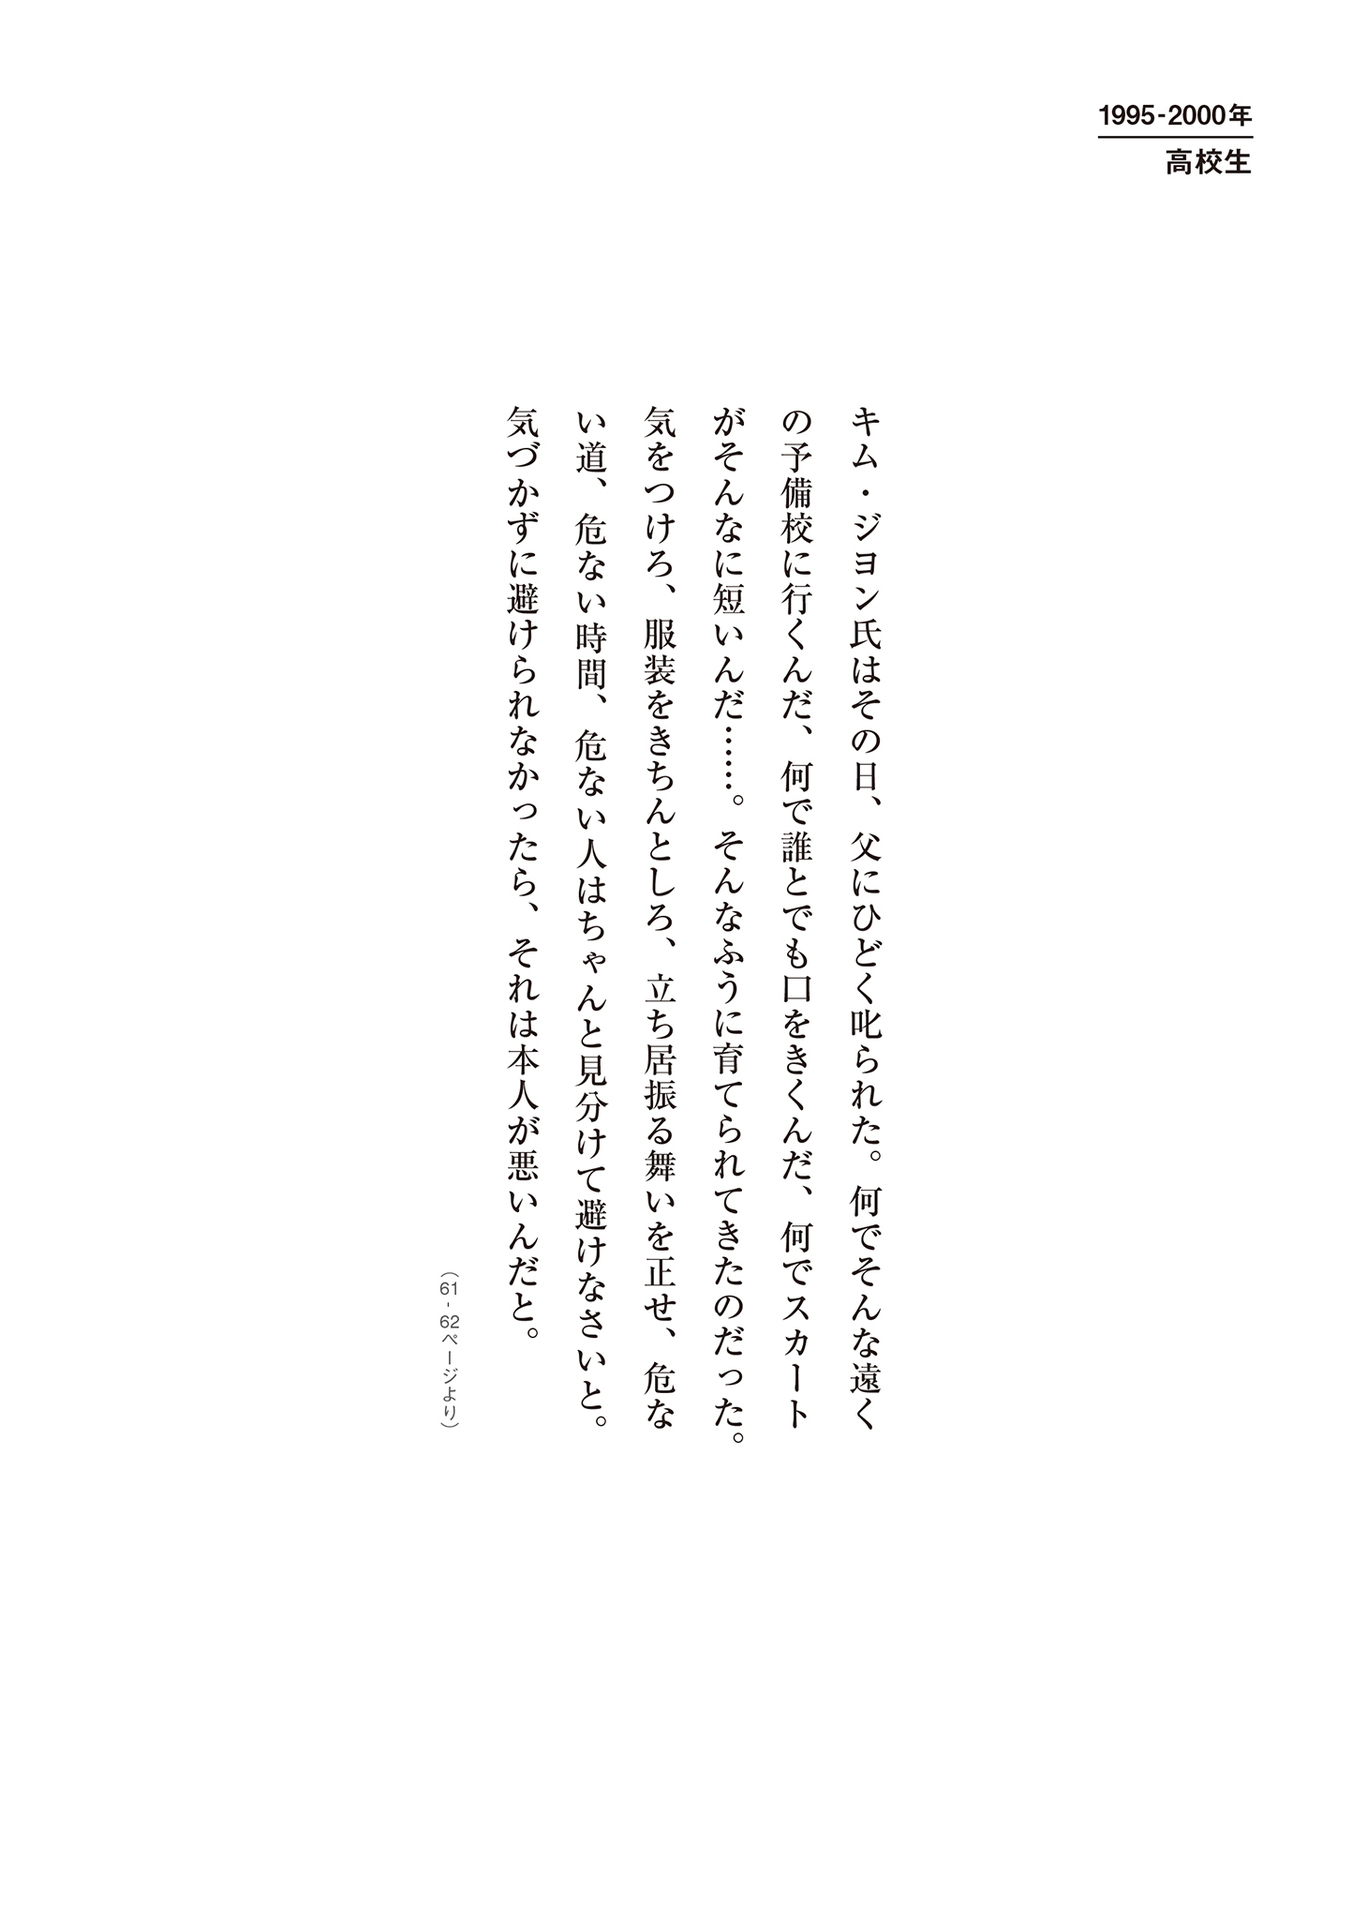 1995-2000年
高校生
キム・ジヨン氏はその日、父にひどく叱られた。何でそんな遠く
の予備校に行くんだ、何で誰とでも口をきくんだ、何でスカート
がそんなに短いんだ……。そんなふうに育てられてきたのだった。
気をつけろ、服装をきちんとしろ、立ち居振る舞いを正せ、危な
い道、危ない時間、危ない人はちゃんと見分けて避けなさいと。
気づかずに避けられなかったら、それは本人が悪いんだと。
（61-62ページより）